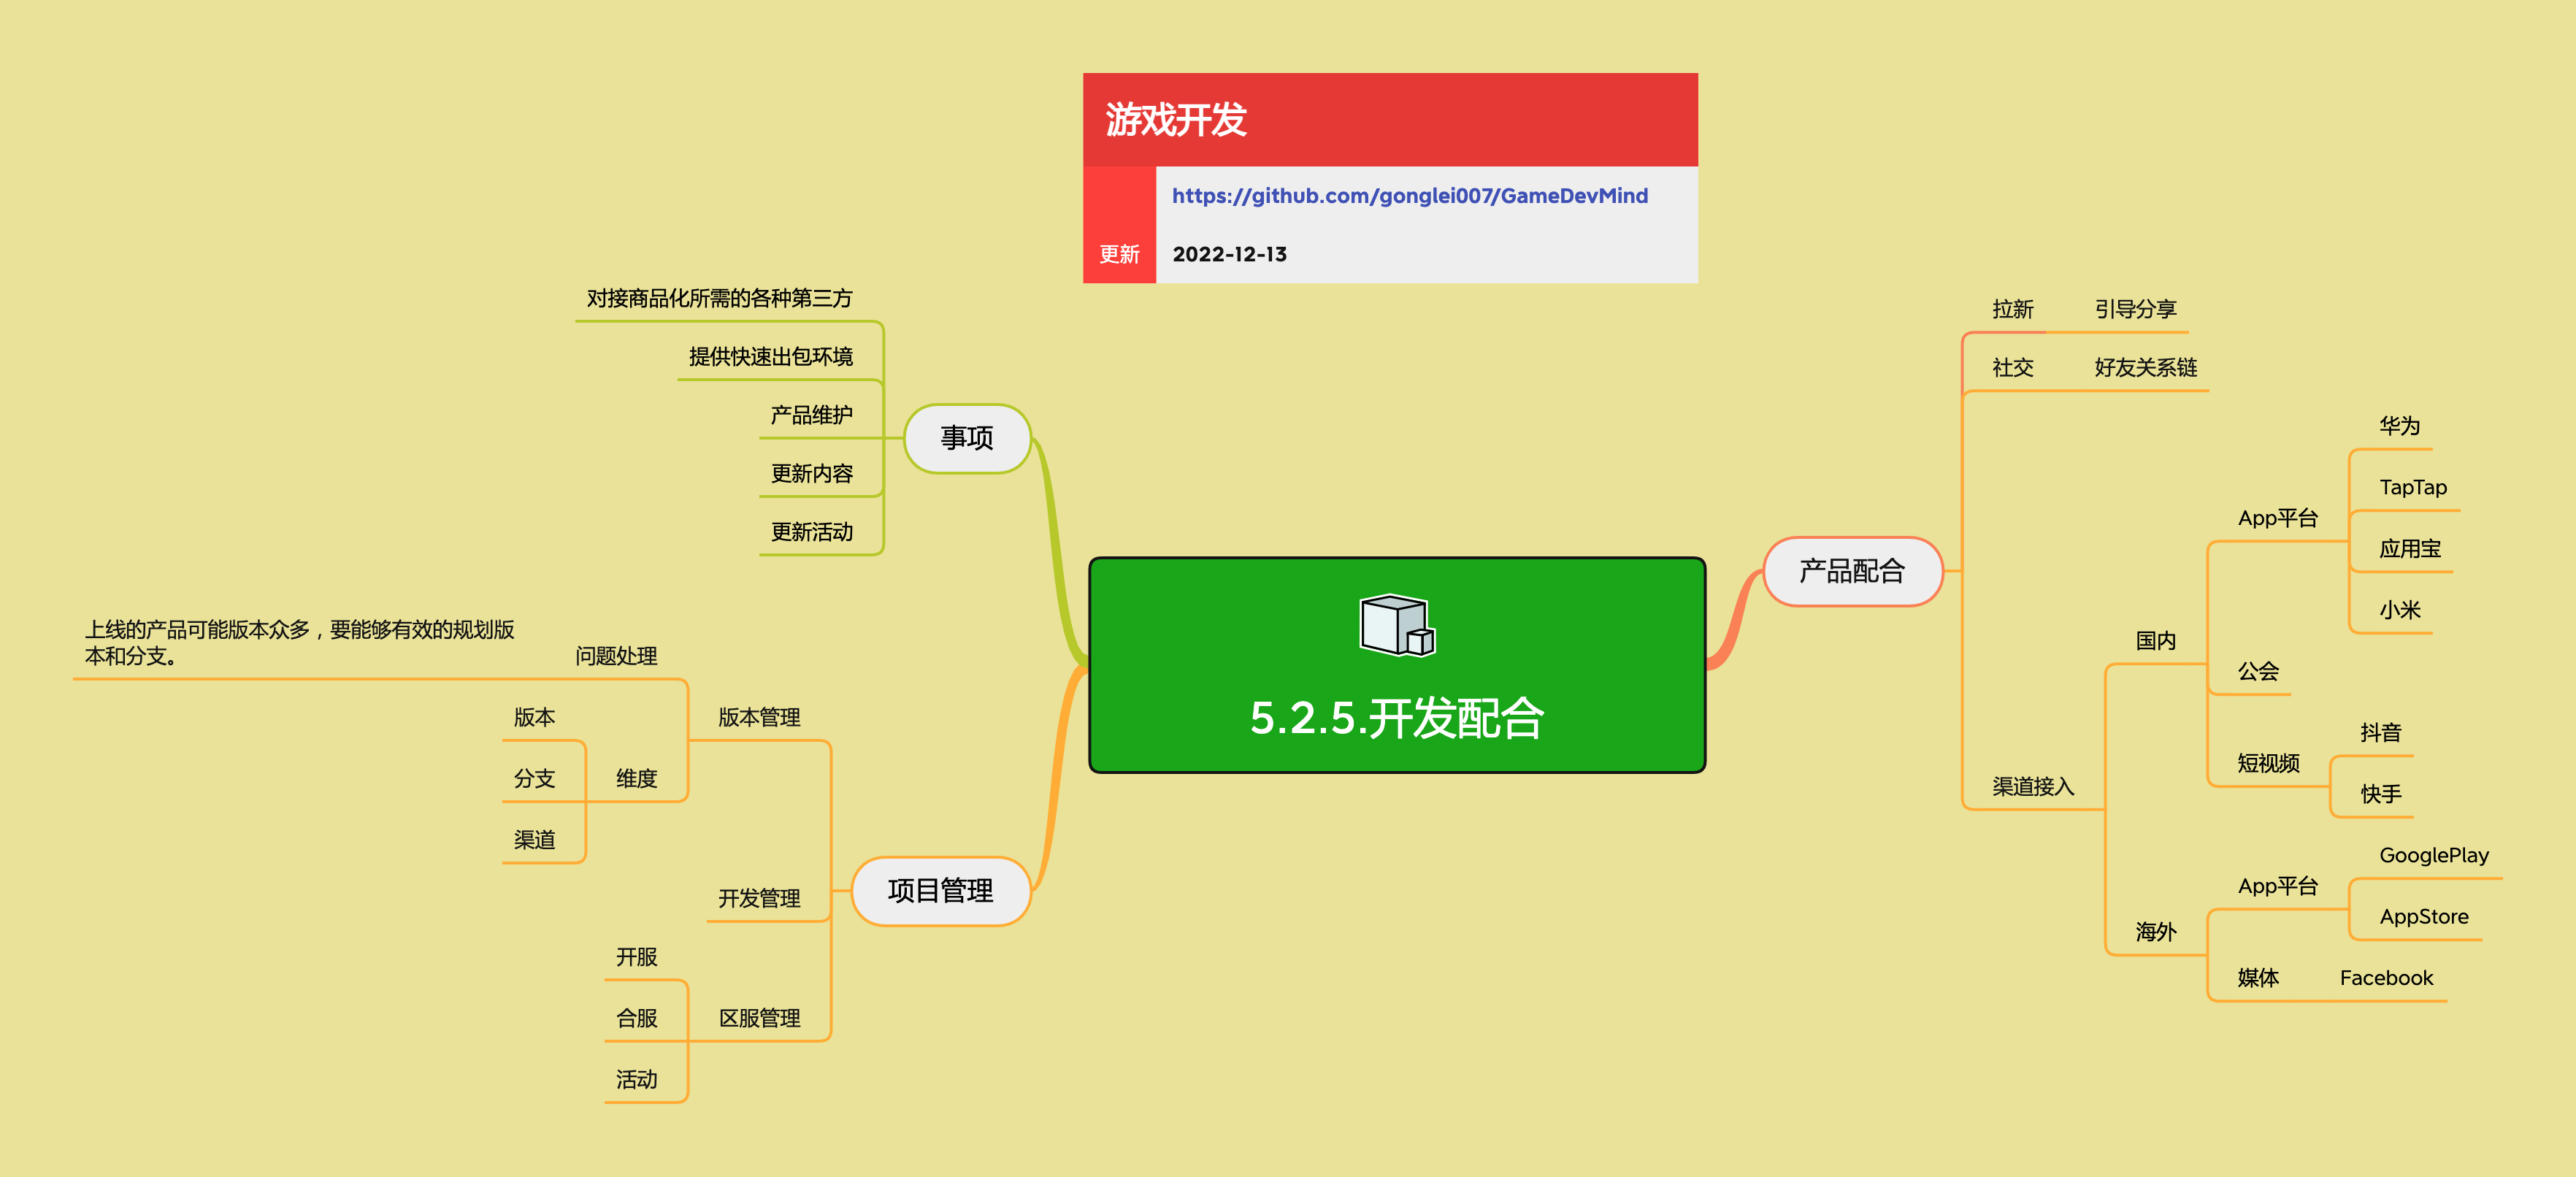 游戏开发
https://github.com/gonglei007/GameDevMind
更新
2022-12-13
5.2.5.开发配合
产品配合
拉新
引导分享
社交
好友关系链
渠道接入
国内
App平台
华为
TapTap
应用宝
小米
公会
短视频
抖音
快手
海外
App平台
GooglePlay
AppStore
媒体
Facebook
事项
对接商品化所需的各种第三方
提供快速出包环境
产品维护
更新内容
更新活动
项目管理
版本管理
问题处理
上线的产品可能版本众多，要能够有效的规划版
本和分支。
维度
版本
分支
渠道
开发管理
区服管理
开服
合服
活动